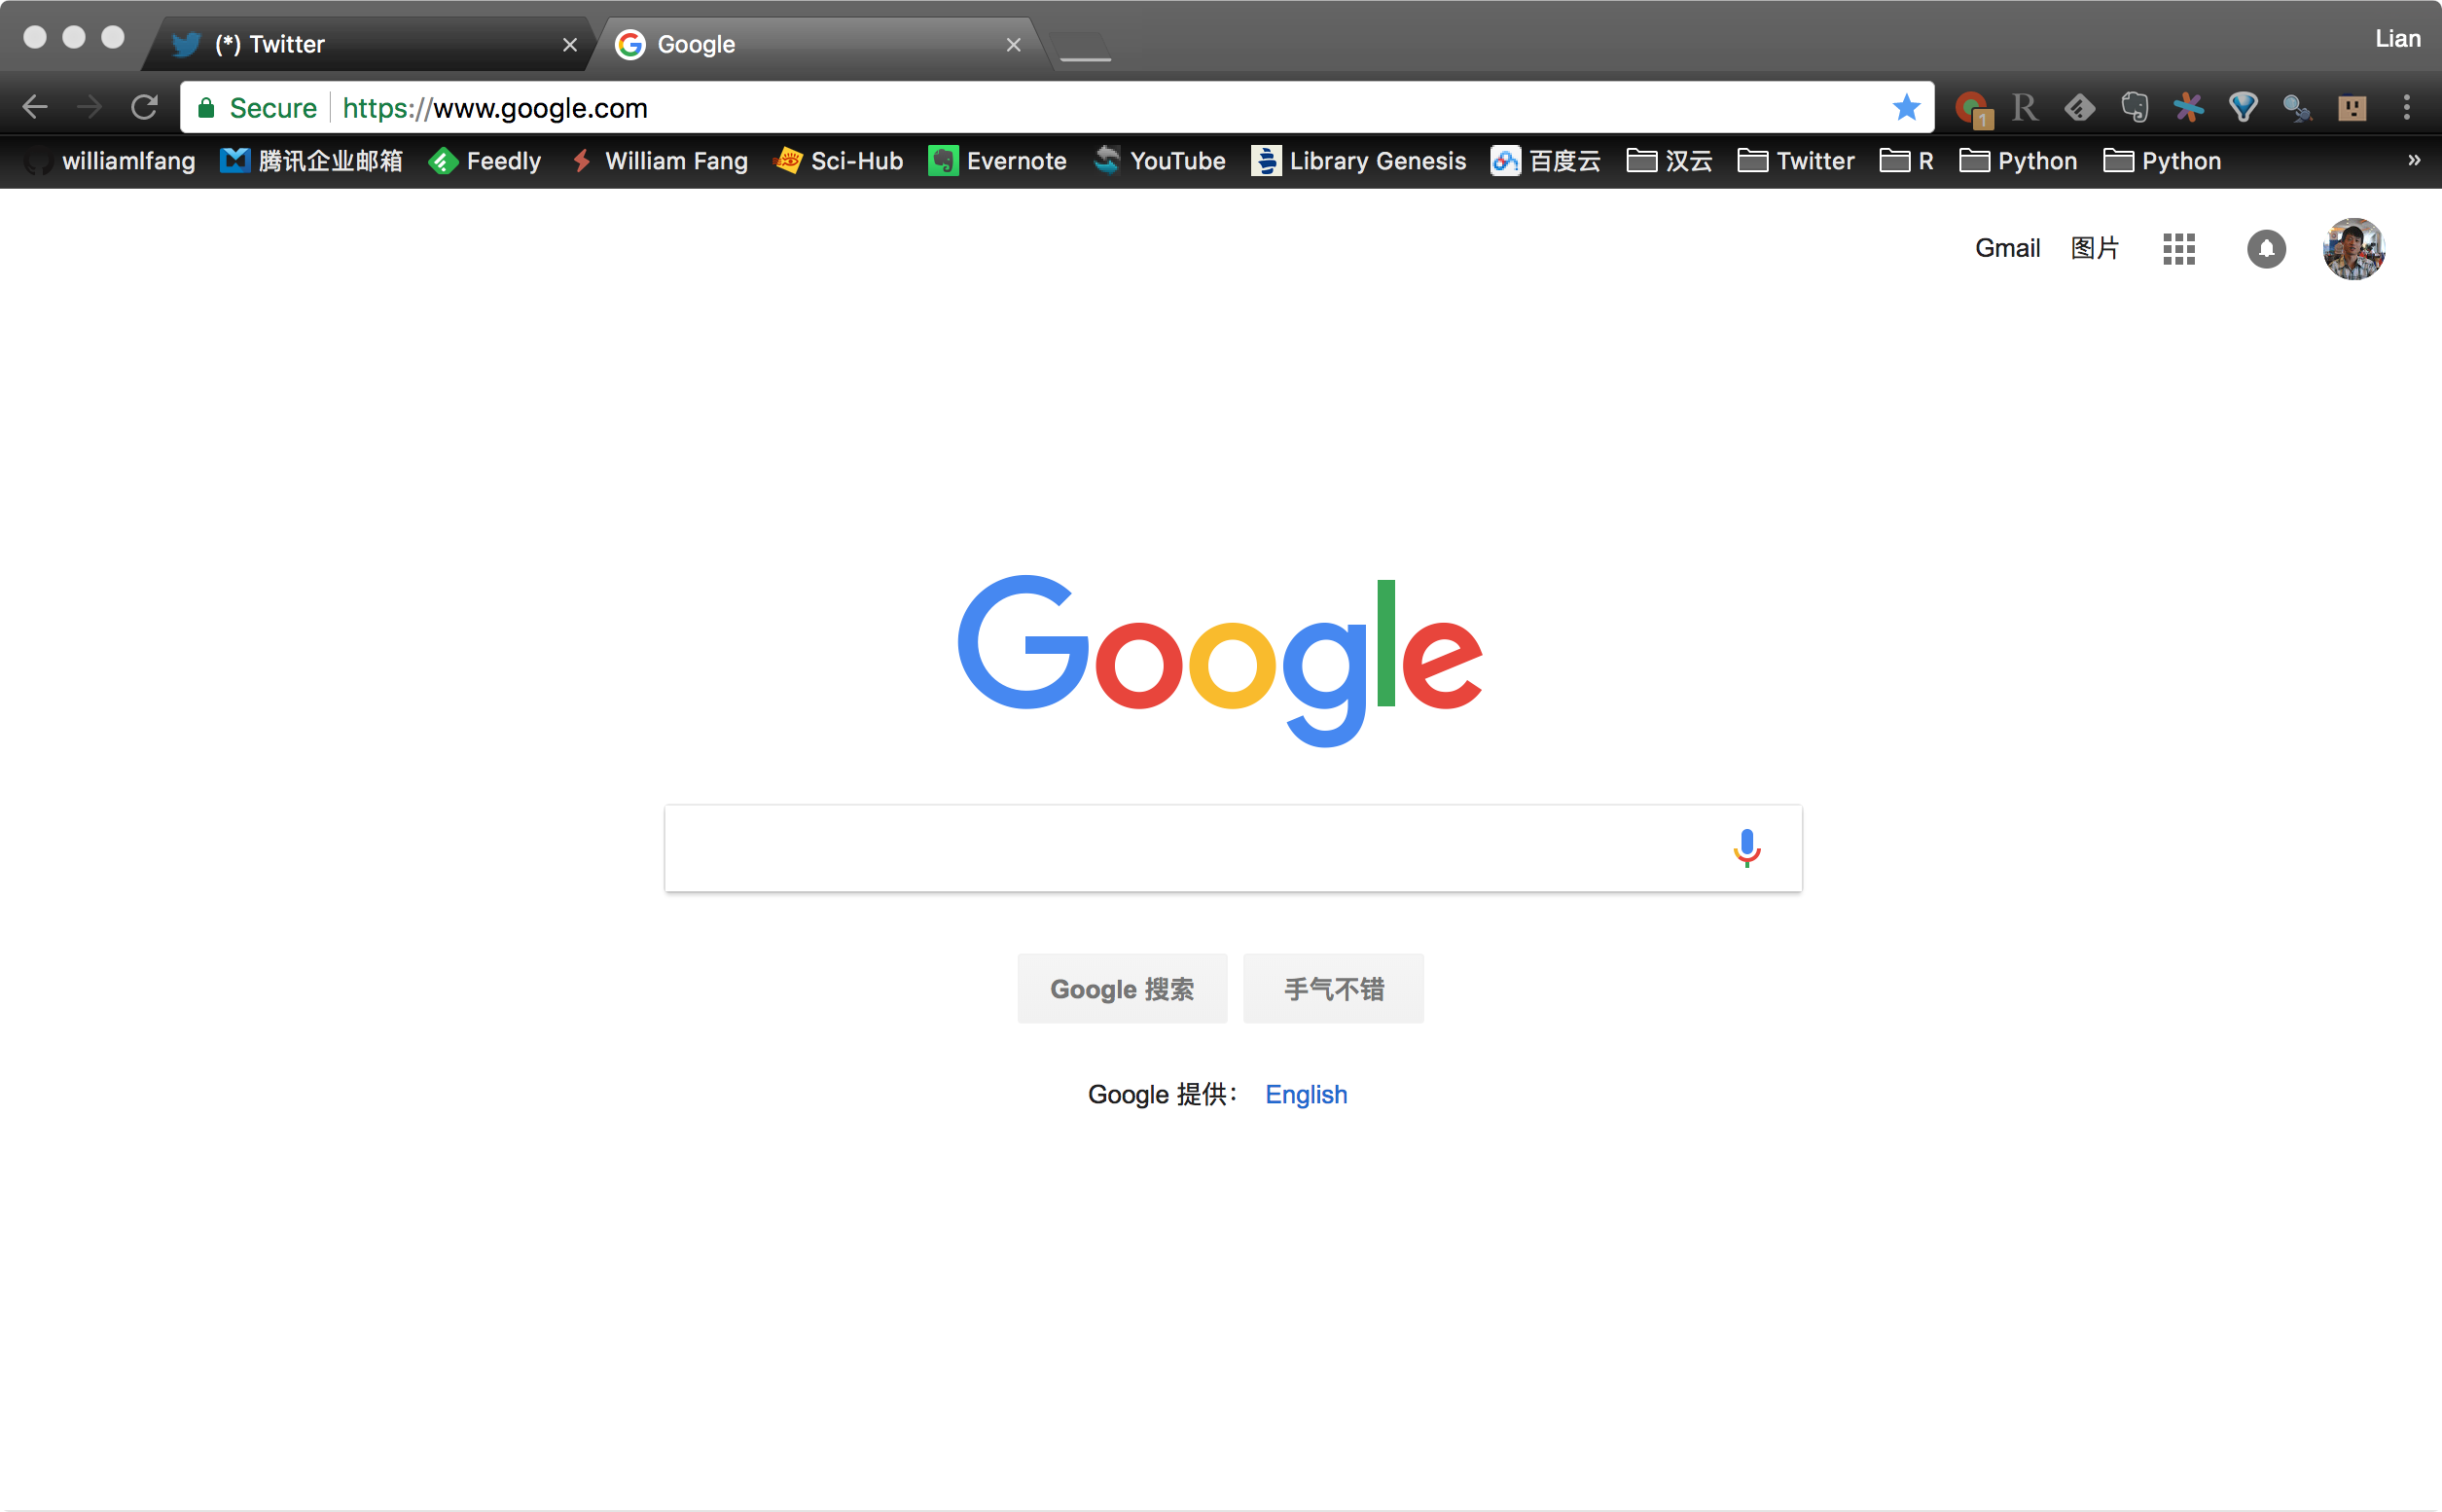 (*) Twitter
Google
Lian
Secure https://www.google.com
1
R
williamlfang 腾讯企业邮箱 Feedly William Fang Sci-Hub Evernote YouTube Library Genesis 百度云 汉云 Twitter R Python Python »
Gmail 图片
Google
Google 搜索 手气不错
Google 提供： English